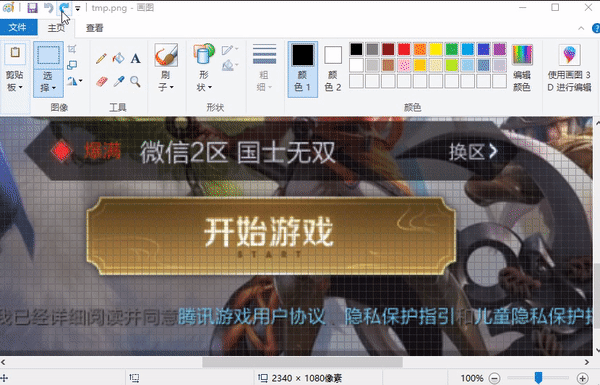 tmp.png - 画图
文件 主页 查看
剪贴板 选择 刷子 形状 粗细 颜色 1 颜色 2 编辑颜色 使用画图 3D 进行编辑
图像 工具 形状 颜色
爆满 微信2区 国士无双 换区
开始游戏
START
我已经详细阅读并同意腾讯游戏用户协议、隐私保护指引和儿童隐私保护指
2340 × 1080像素 100%